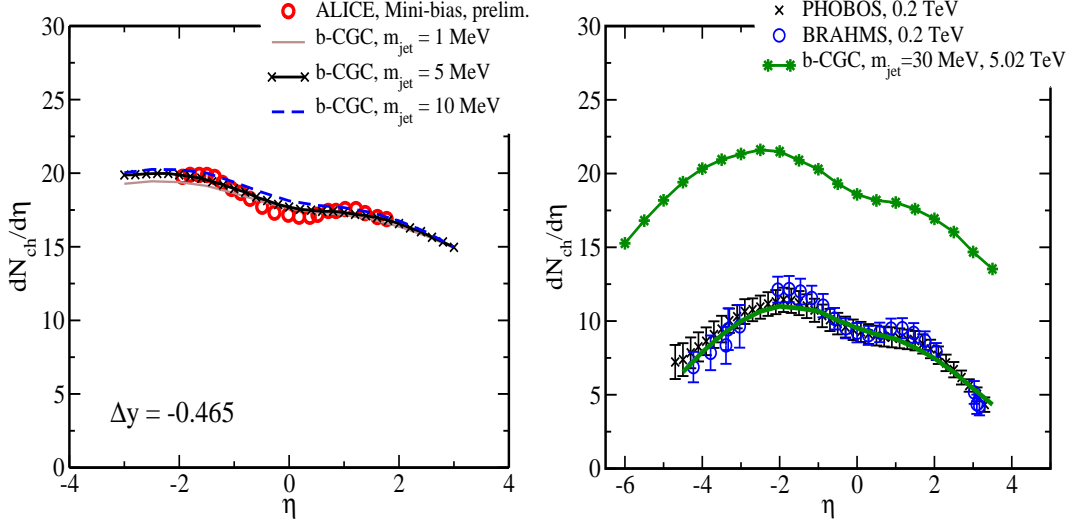 ALICE, Mini-bias, prelim.
b-CGC, m_jet = 1 MeV
b-CGC, m_jet = 5 MeV
b-CGC, m_jet = 10 MeV
30
25
20
15
10
5
0
dN_ch/dη
Δy = -0.465
-4
-2
0
2
4
η
PHOBOS, 0.2 TeV
BRAHMS, 0.2 TeV
b-CGC, m_jet=30 MeV, 5.02 TeV
30
25
20
15
10
5
0
dN_ch/dη
-6
-4
-2
0
2
4
η